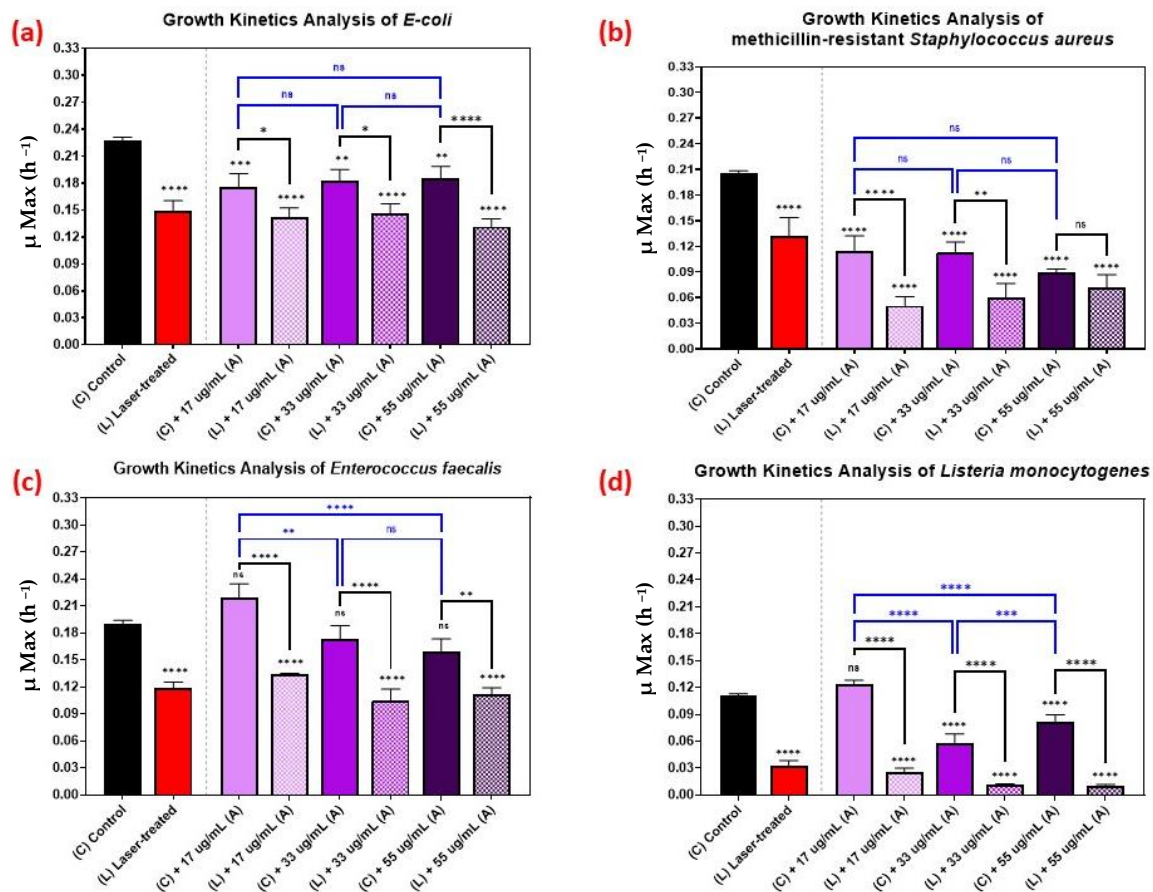 (a)
Growth Kinetics Analysis of E-coli
μ Max (h⁻¹)
0.33
0.30
0.27
0.24
0.21
0.18
0.15
0.12
0.09
0.06
0.03
0.00
ns
ns
ns
****
*
*
****
***
****
**
****
**
****
(C) Control
(L) Laser-treated
(C) + 17 ug/mL (A)
(L) + 17 ug/mL (A)
(C) + 33 ug/mL (A)
(L) + 33 ug/mL (A)
(C) + 55 ug/mL (A)
(L) + 55 ug/mL (A)
(b)
Growth Kinetics Analysis of
methicillin-resistant Staphylococcus aureus
μ Max (h⁻¹)
0.33
0.30
0.27
0.24
0.21
0.18
0.15
0.12
0.09
0.06
0.03
0.00
ns
ns
ns
****
**
ns
****
****
****
****
****
****
****
(C) Control
(L) Laser-treated
(C) + 17 ug/mL (A)
(L) + 17 ug/mL (A)
(C) + 33 ug/mL (A)
(L) + 33 ug/mL (A)
(C) + 55 ug/mL (A)
(L) + 55 ug/mL (A)
(c)
Growth Kinetics Analysis of Enterococcus faecalis
μ Max (h⁻¹)
0.33
0.30
0.27
0.24
0.21
0.18
0.15
0.12
0.09
0.06
0.03
0.00
****
**
ns
****
****
**
****
ns
****
ns
****
ns
****
(C) Control
(L) Laser-treated
(C) + 17 ug/mL (A)
(L) + 17 ug/mL (A)
(C) + 33 ug/mL (A)
(L) + 33 ug/mL (A)
(C) + 55 ug/mL (A)
(L) + 55 ug/mL (A)
(d)
Growth Kinetics Analysis of Listeria monocytogenes
μ Max (h⁻¹)
0.33
0.30
0.27
0.24
0.21
0.18
0.15
0.12
0.09
0.06
0.03
0.00
****
****
***
****
****
****
****
ns
****
****
****
****
****
(C) Control
(L) Laser-treated
(C) + 17 ug/mL (A)
(L) + 17 ug/mL (A)
(C) + 33 ug/mL (A)
(L) + 33 ug/mL (A)
(C) + 55 ug/mL (A)
(L) + 55 ug/mL (A)